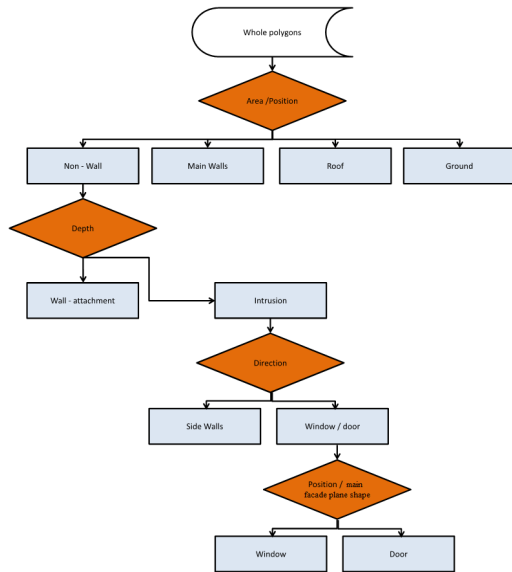 Whole polygons
Area /Position
Non - Wall
Main Walls
Roof
Ground
Depth
Wall - attachment
Intrusion
Direction
Side Walls
Window / door
Position / main
facade plane shape
Window
Door